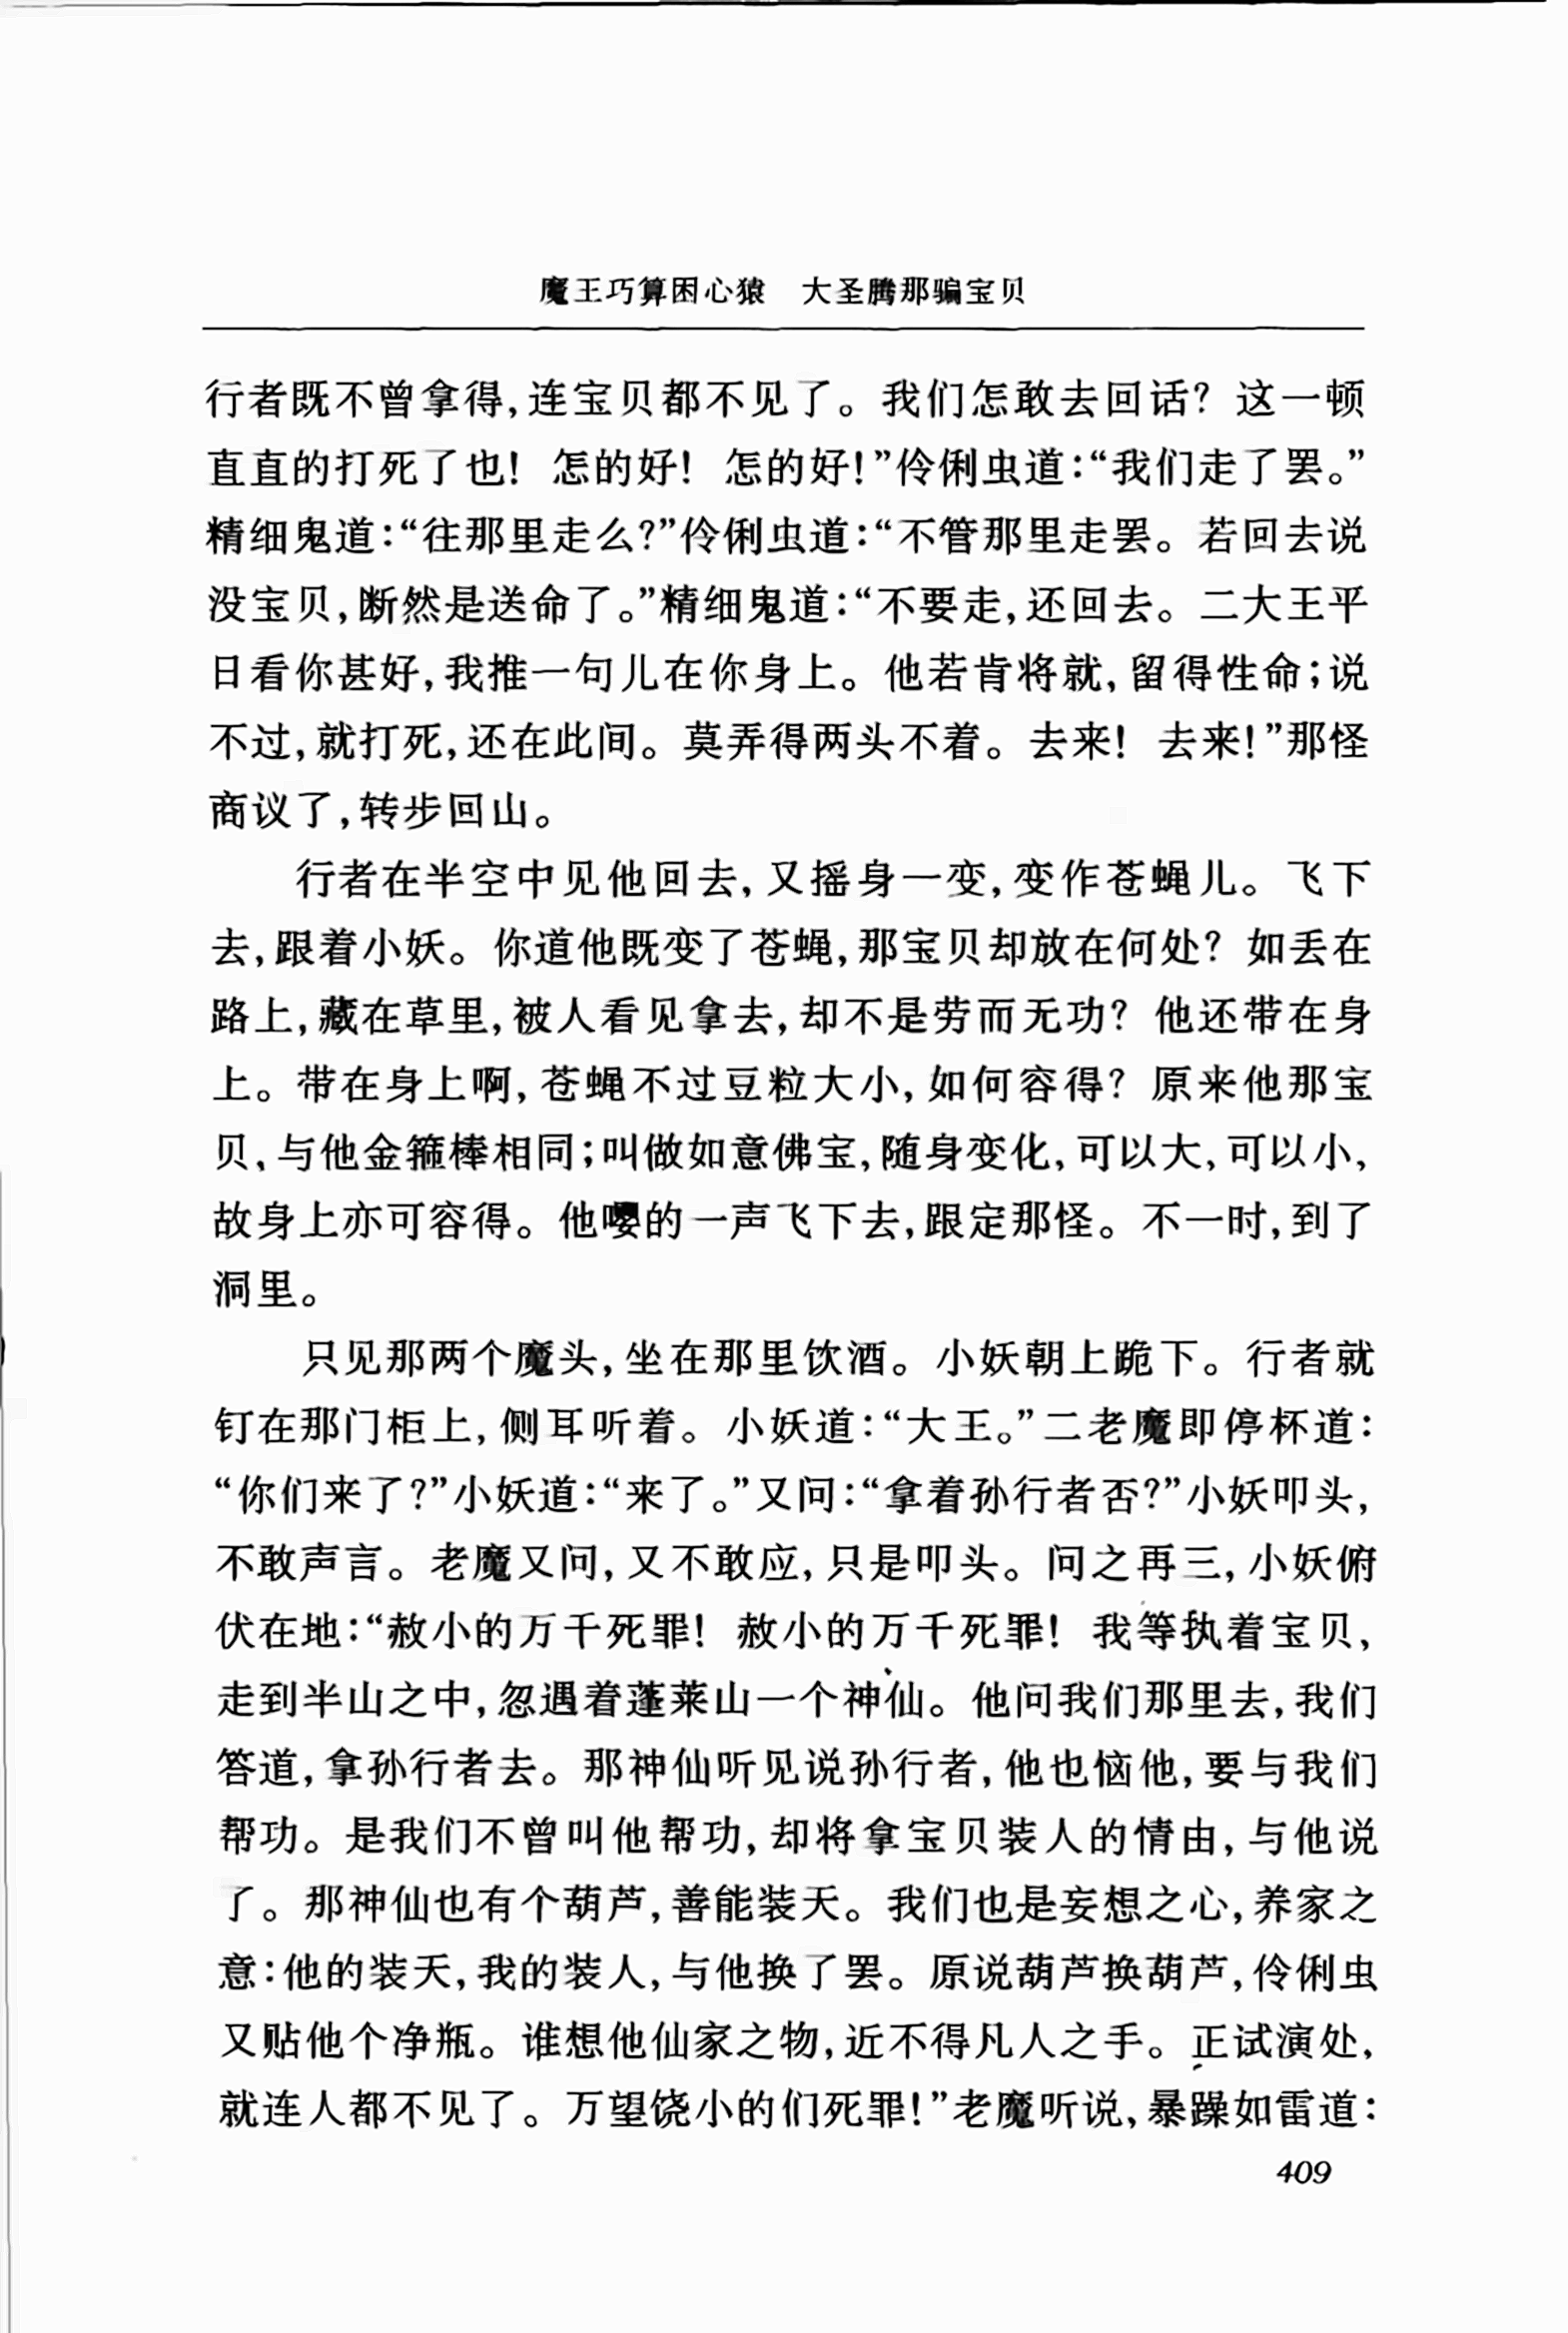 魔王巧算困心猿　大圣腾那骗宝贝
行者既不曾拿得,连宝贝都不见了。我们怎敢去回话？这一顿
直直的打死了也！怎的好！怎的好！”伶俐虫道：“我们走了罢。”
精细鬼道：“往那里走么？”伶俐虫道：“不管那里走罢。若回去说
没宝贝,断然是送命了。”精细鬼道：“不要走,还回去。二大王平
日看你甚好,我推一句儿在你身上。他若肯将就,留得性命；说
不过,就打死,还在此间。莫弄得两头不着。去来！去来！”那怪
商议了,转步回山。
行者在半空中见他回去,又摇身一变,变作苍蝇儿。飞下
去,跟着小妖。你道他既变了苍蝇,那宝贝却放在何处？如丢在
路上,藏在草里,被人看见拿去,却不是劳而无功？他还带在身
上。带在身上啊,苍蝇不过豆粒大小,如何容得？原来他那宝
贝,与他金箍棒相同；叫做如意佛宝,随身变化,可以大,可以小,
故身上亦可容得。他嘤的一声飞下去,跟定那怪。不一时,到了
洞里。
只见那两个魔头,坐在那里饮酒。小妖朝上跪下。行者就
钉在那门柜上,侧耳听着。小妖道：“大王。”二老魔即停杯道：
“你们来了？”小妖道：“来了。”又问：“拿着孙行者否？”小妖叩头,
不敢声言。老魔又问,又不敢应,只是叩头。问之再三,小妖俯
伏在地：“赦小的万千死罪！赦小的万千死罪！我等执着宝贝,
走到半山之中,忽遇着蓬莱山一个神仙。他问我们那里去,我们
答道,拿孙行者去。那神仙听见说孙行者,他也恼他,要与我们
帮功。是我们不曾叫他帮功,却将拿宝贝装人的情由,与他说
了。那神仙也有个葫芦,善能装天。我们也是妄想之心,养家之
意：他的装天,我的装人,与他换了罢。原说葫芦换葫芦,伶俐虫
又贴他个净瓶。谁想他仙家之物,近不得凡人之手。正试演处,
就连人都不见了。万望饶小的们死罪！”老魔听说,暴躁如雷道：
409